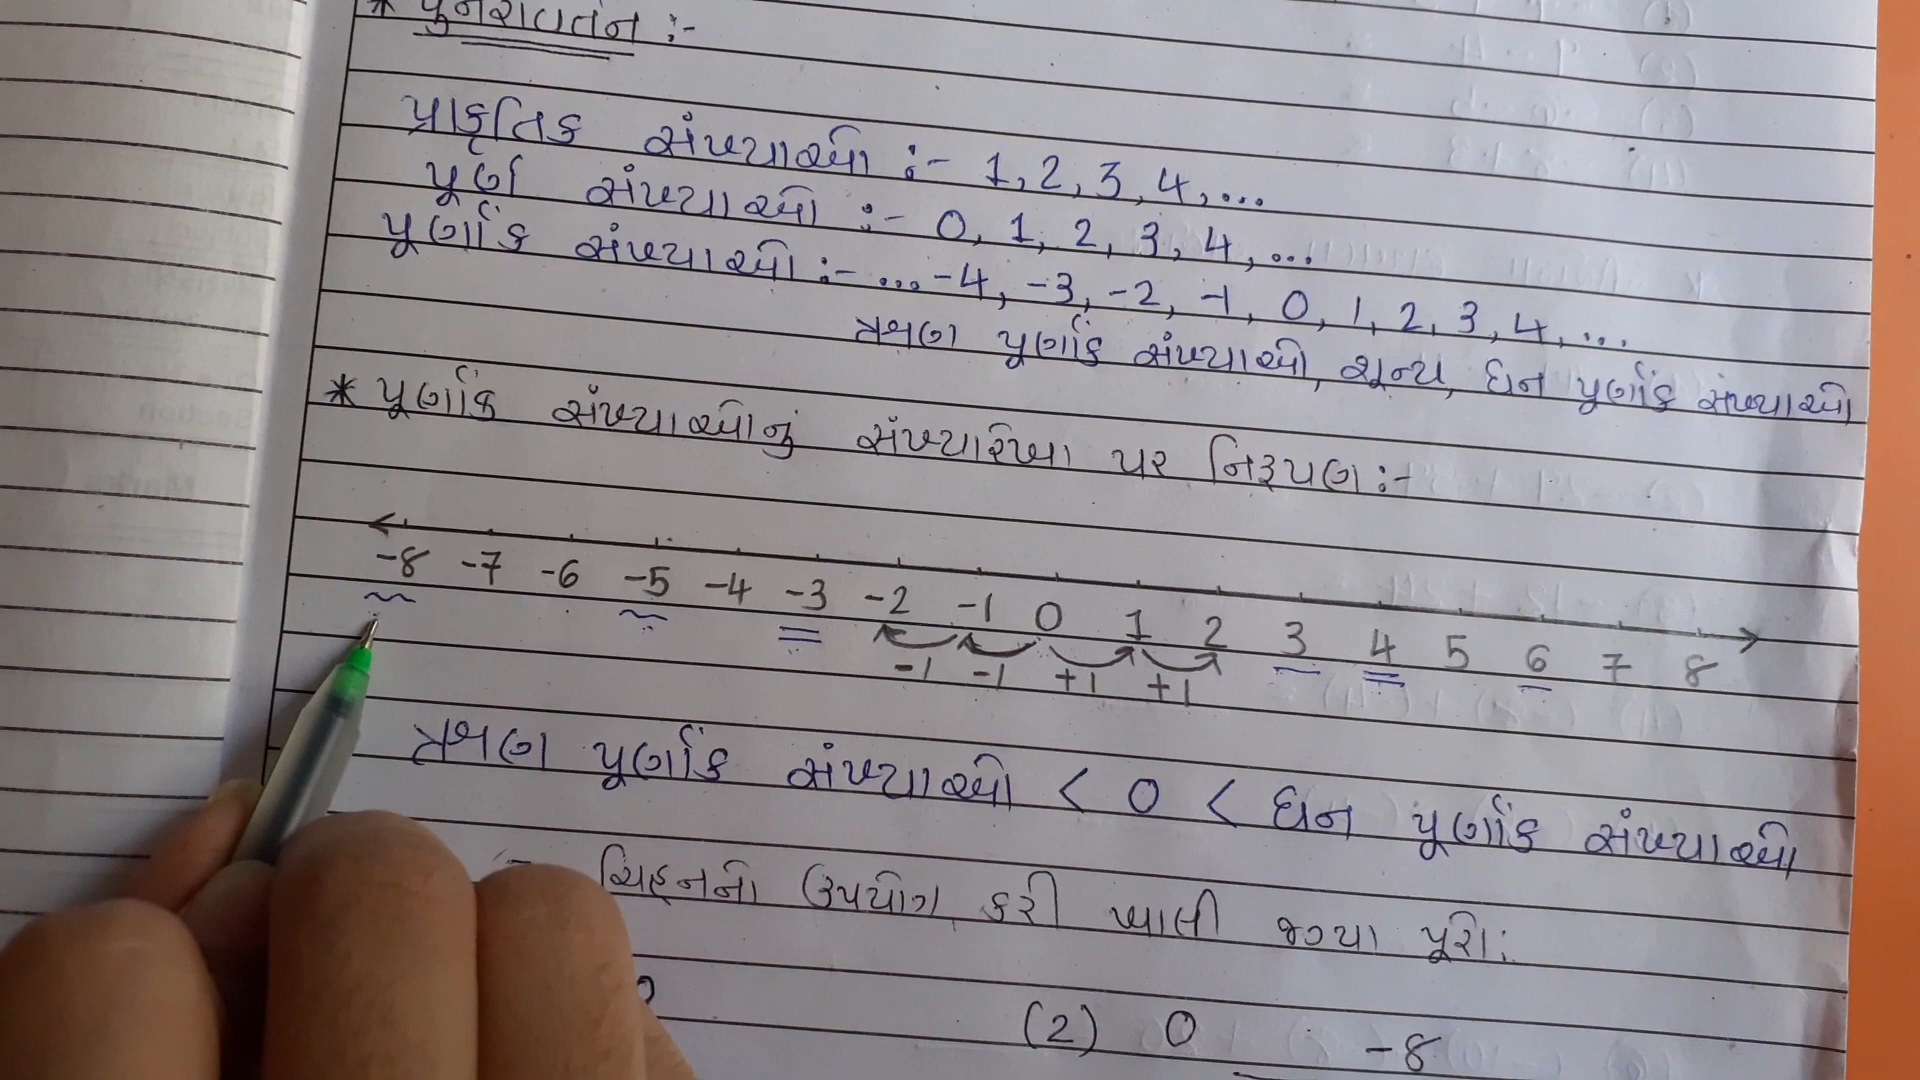 * પુનરાવર્તન :-
પ્રાકૃતિક સંખ્યાઓ :- 1, 2, 3, 4, ...
પૂર્ણ સંખ્યાઓ :- 0, 1, 2, 3, 4, ...
પૂર્ણાંક સંખ્યાઓ :- ... -4, -3, -2, -1, 0, 1, 2, 3, 4, ...
ઋણ પૂર્ણાંક સંખ્યાઓ, શૂન્ય, ધન પૂર્ણાંક સંખ્યાઓ
* પૂર્ણાંક સંખ્યાઓનું સંખ્યારેખા પર નિરૂપણ :-
-8 -7 -6 -5 -4 -3 -2 -1 0 1 2 3 4 5 6 7 8
-1 -1 +1 +1
ઋણ પૂર્ણાંક સંખ્યાઓ < 0 < ધન પૂર્ણાંક સંખ્યાઓ
ચિહ્નનો ઉપયોગ કરી ખાલી જગ્યા પૂરો:
(2) 0 -8